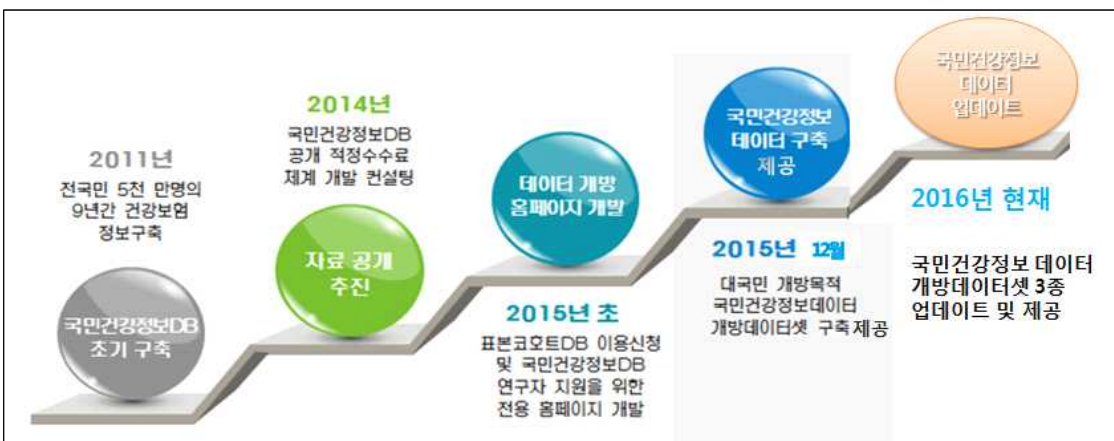 2011년
전국민 5천 만명의
9년간 건강보험
정보구축
국민건강정보DB
초기 구축
2014년
국민건강정보DB
공개 적정수수료
체계 개발 컨설팅
자료 공개
추진
데이터 개방
홈페이지 개발
2015년 초
표본코호트DB 이용신청
및 국민건강정보DB
연구자 지원을 위한
전용 홈페이지 개발
국민건강정보
데이터 구축
제공
2015년 12월
대국민 개방목적
국민건강정보데이터
개방데이터셋 구축 제공
국민건강정보
데이터
업데이트
2016년 현재
국민건강정보 데이터
개방데이터셋 3종
업데이트 및 제공